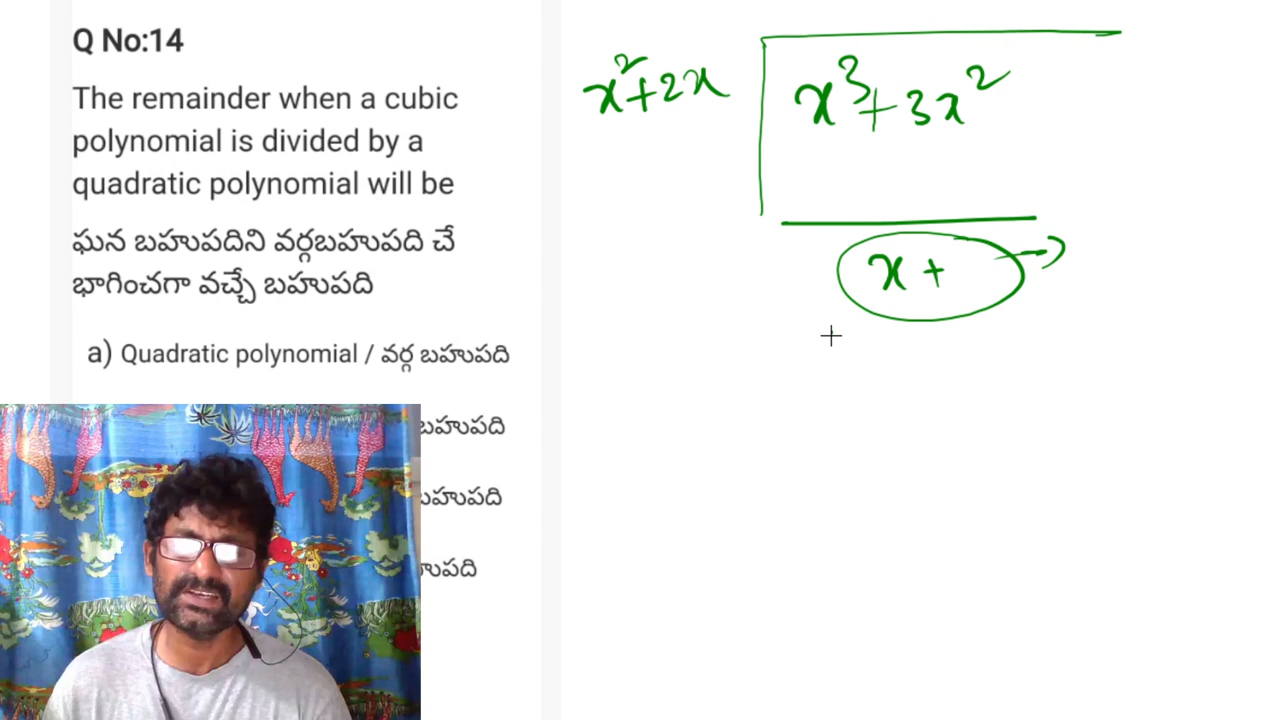 Q No:14
The remainder when a cubic
polynomial is divided by a
quadratic polynomial will be
ఘన బహుపదిని వర్గబహుపది చే
భాగించగా వచ్చే బహుపది
a) Quadratic polynomial / వర్గ బహుపది
బహుపది
బహుపది
x²+2x
x³+3x²
x +